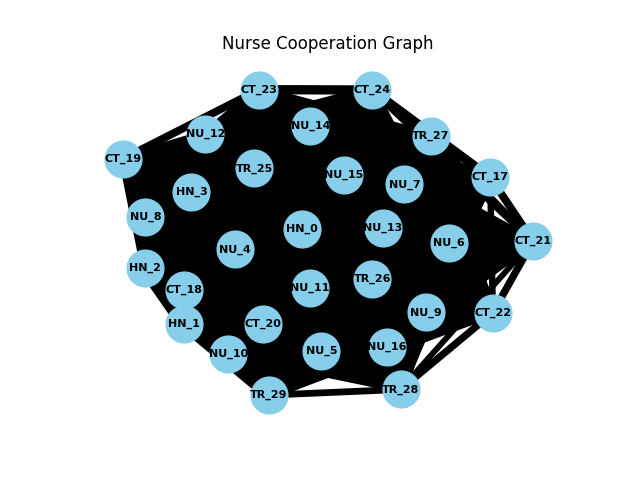 Nurse Cooperation Graph
CT_23
CT_24
NU_14
NU_12
TR_27
CT_19
TR_25
NU_15
CT_17
NU_7
HN_3
NU_8
HN_0
NU_13
CT_21
NU_6
NU_4
HN_2
TR_26
CT_18
NU_11
NU_9
CT_22
HN_1
CT_20
NU_16
NU_5
NU_10
TR_28
TR_29